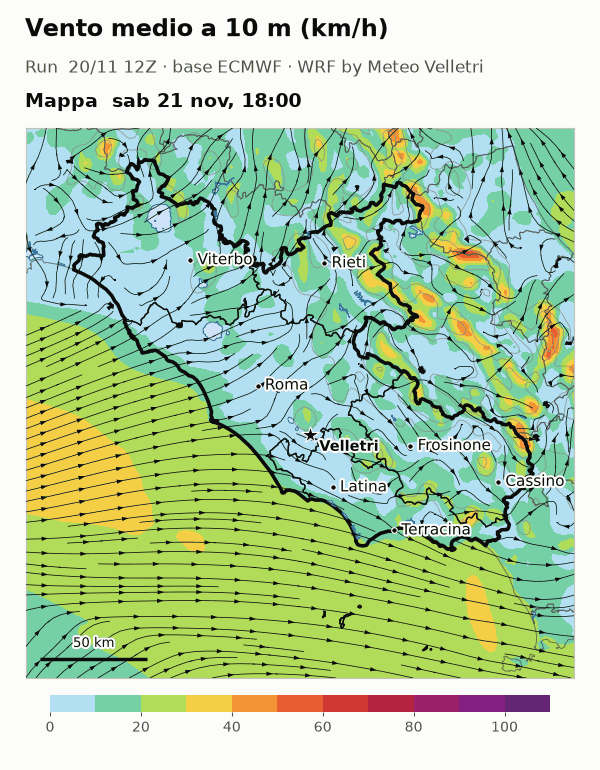 Vento medio a 10 m (km/h)
Run 20/11 12Z · base ECMWF · WRF by Meteo Velletri
Mappa sab 21 nov, 18:00
Viterbo
Rieti
Roma
Velletri
Frosinone
Latina
Cassino
Terracina
50 km
0 20 40 60 80 100